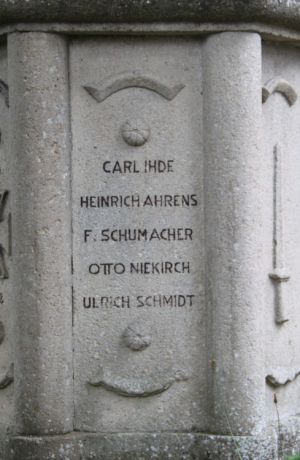 CARL IHDE
HEINRICH AHRENS
F. SCHUMACHER
OTTO NIEKIRCH
ULRICH SCHMIDT